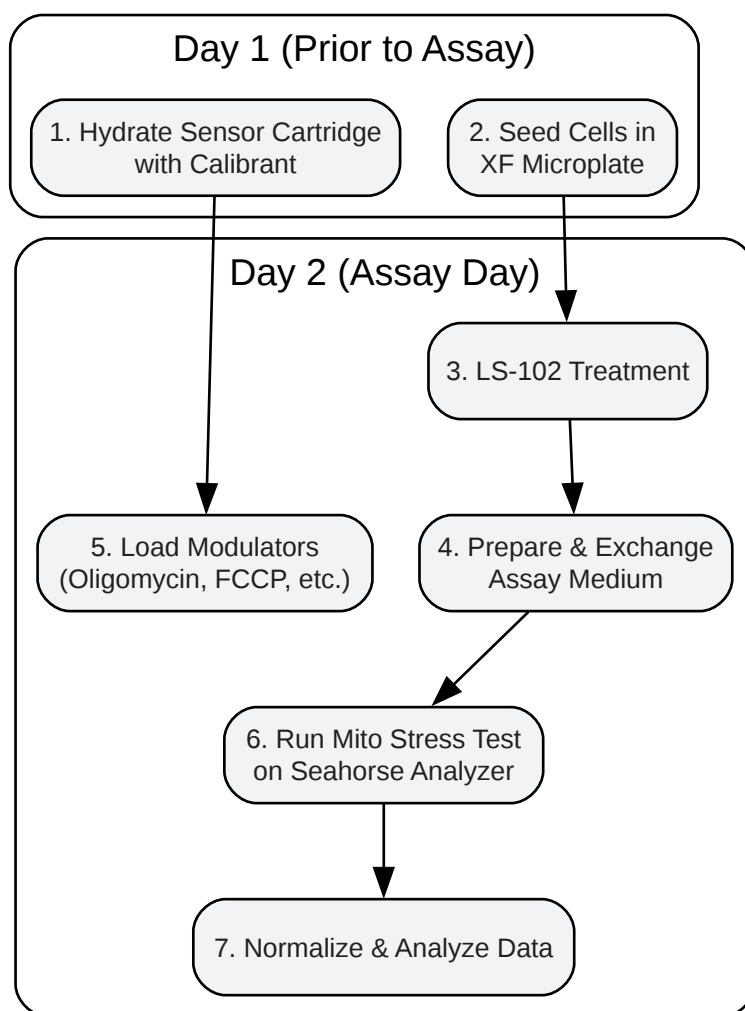 Day 1 (Prior to Assay)
1. Hydrate Sensor Cartridge
with Calibrant
2. Seed Cells in
XF Microplate
Day 2 (Assay Day)
3. LS-102 Treatment
5. Load Modulators
(Oligomycin, FCCP, etc.)
4. Prepare & Exchange
Assay Medium
6. Run Mito Stress Test
on Seahorse Analyzer
7. Normalize & Analyze Data